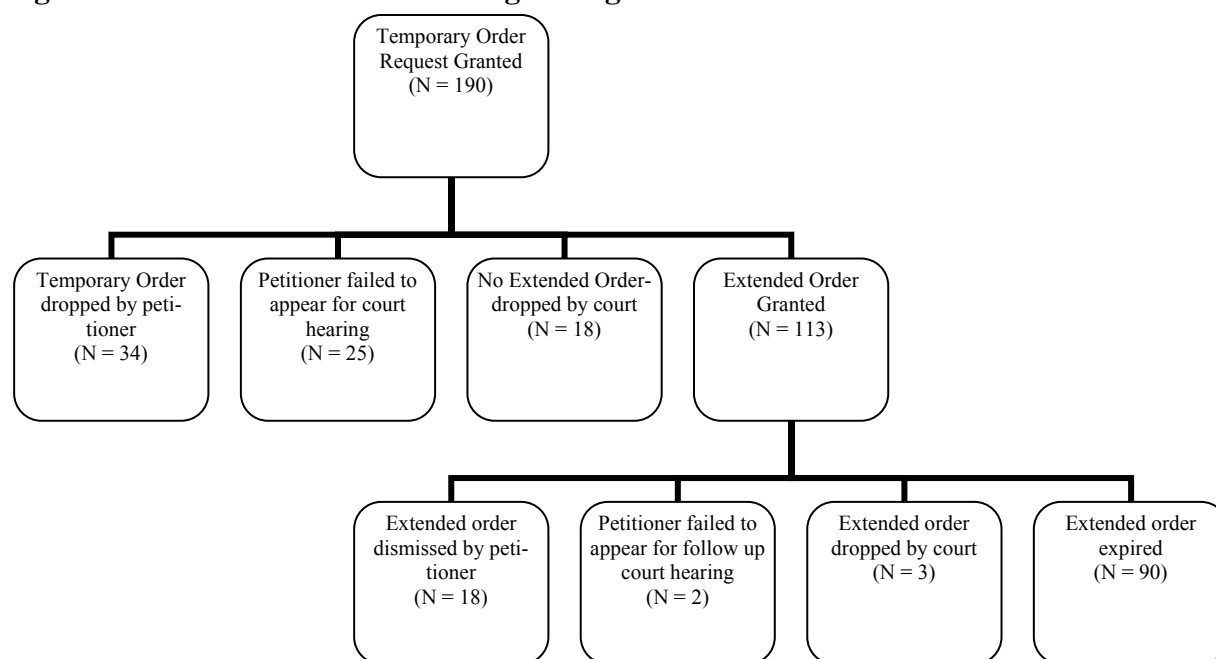 Temporary Order
Request Granted
(N = 190)
Temporary Order
dropped by peti-
tioner
(N = 34)
Petitioner failed to
appear for court
hearing
(N = 25)
No Extended Order-
dropped by court
(N = 18)
Extended Order
Granted
(N = 113)
Extended order
dismissed by peti-
tioner
(N = 18)
Petitioner failed to
appear for follow up
court hearing
(N = 2)
Extended order
dropped by court
(N = 3)
Extended order
expired
(N = 90)